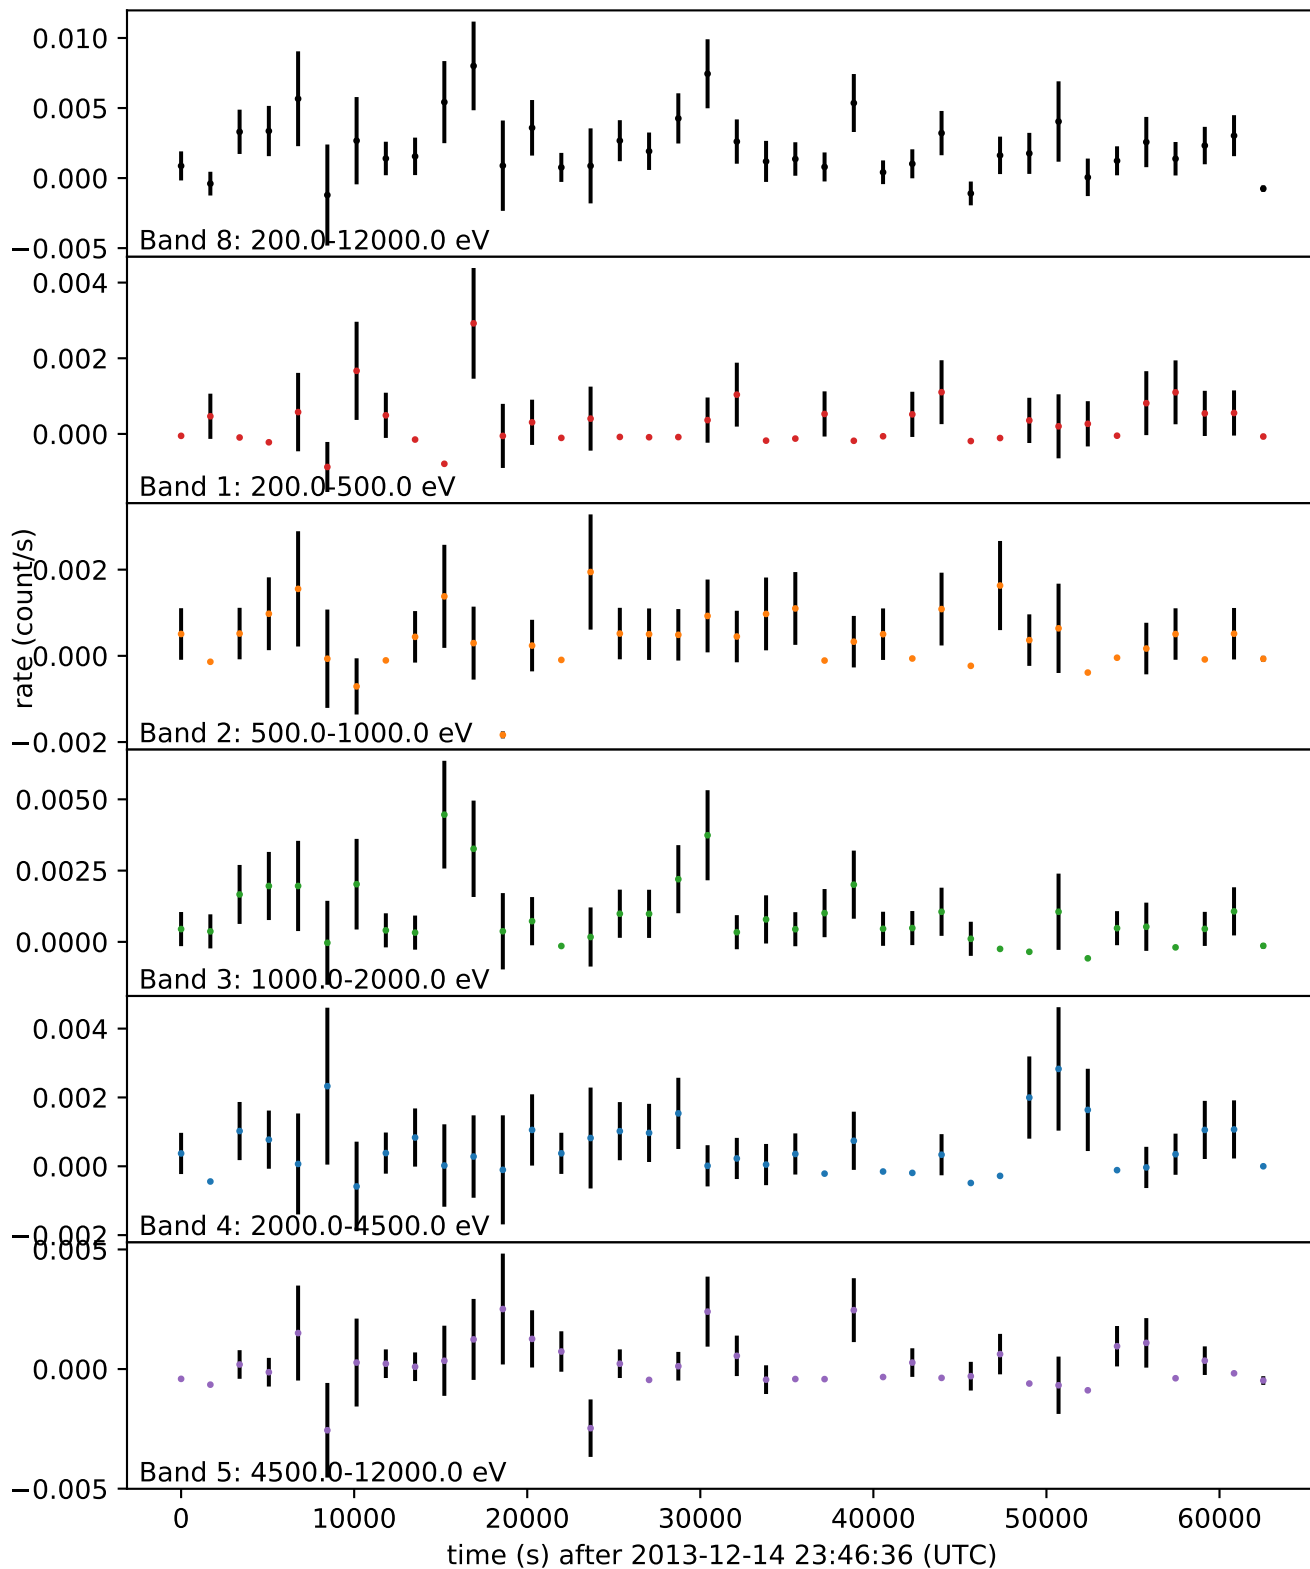 0.010
0.005
0.000
−0.005
Band 8: 200.0-12000.0 eV
0.004
0.002
0.000
Band 1: 200.0-500.0 eV
rate (count/s)
0.002
0.000
−0.002
Band 2: 500.0-1000.0 eV
0.0050
0.0025
0.0000
Band 3: 1000.0-2000.0 eV
0.004
0.002
0.000
−0.002
Band 4: 2000.0-4500.0 eV
0.005
0.000
−0.005
Band 5: 4500.0-12000.0 eV
0 10000 20000 30000 40000 50000 60000
time (s) after 2013-12-14 23:46:36 (UTC)